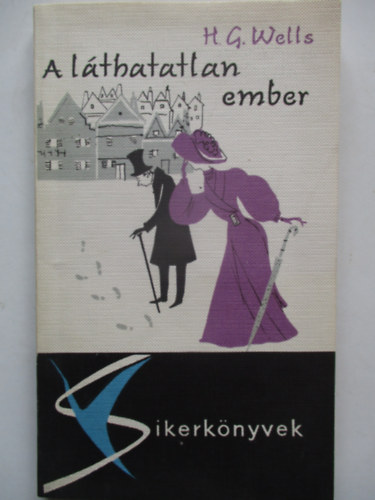 H. G. Wells
A láthatatlan
ember
Sikerkönyvek